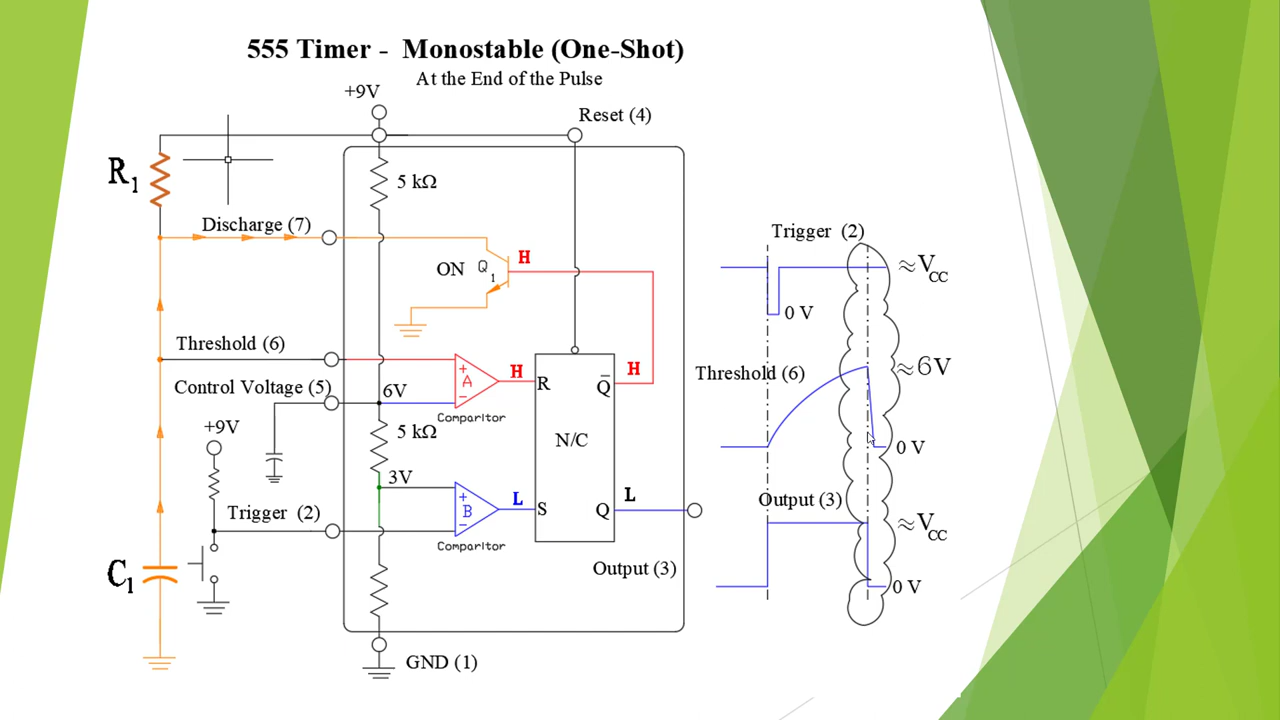 555 Timer - Monostable (One-Shot)
At the End of the Pulse
+9V
Reset (4)
R1
5 kΩ
Discharge (7)
ON Q1
H
Threshold (6)
Control Voltage (5)
6V
A
+
−
Comparitor
H
R
Q̅
H
N/C
+9V
5 kΩ
3V
Trigger (2)
B
+
−
Comparitor
L
S
Q
L
C1
Output (3)
GND (1)
Trigger (2)
≈VCC
0 V
Threshold (6)
≈6V
0 V
Output (3)
≈VCC
0 V